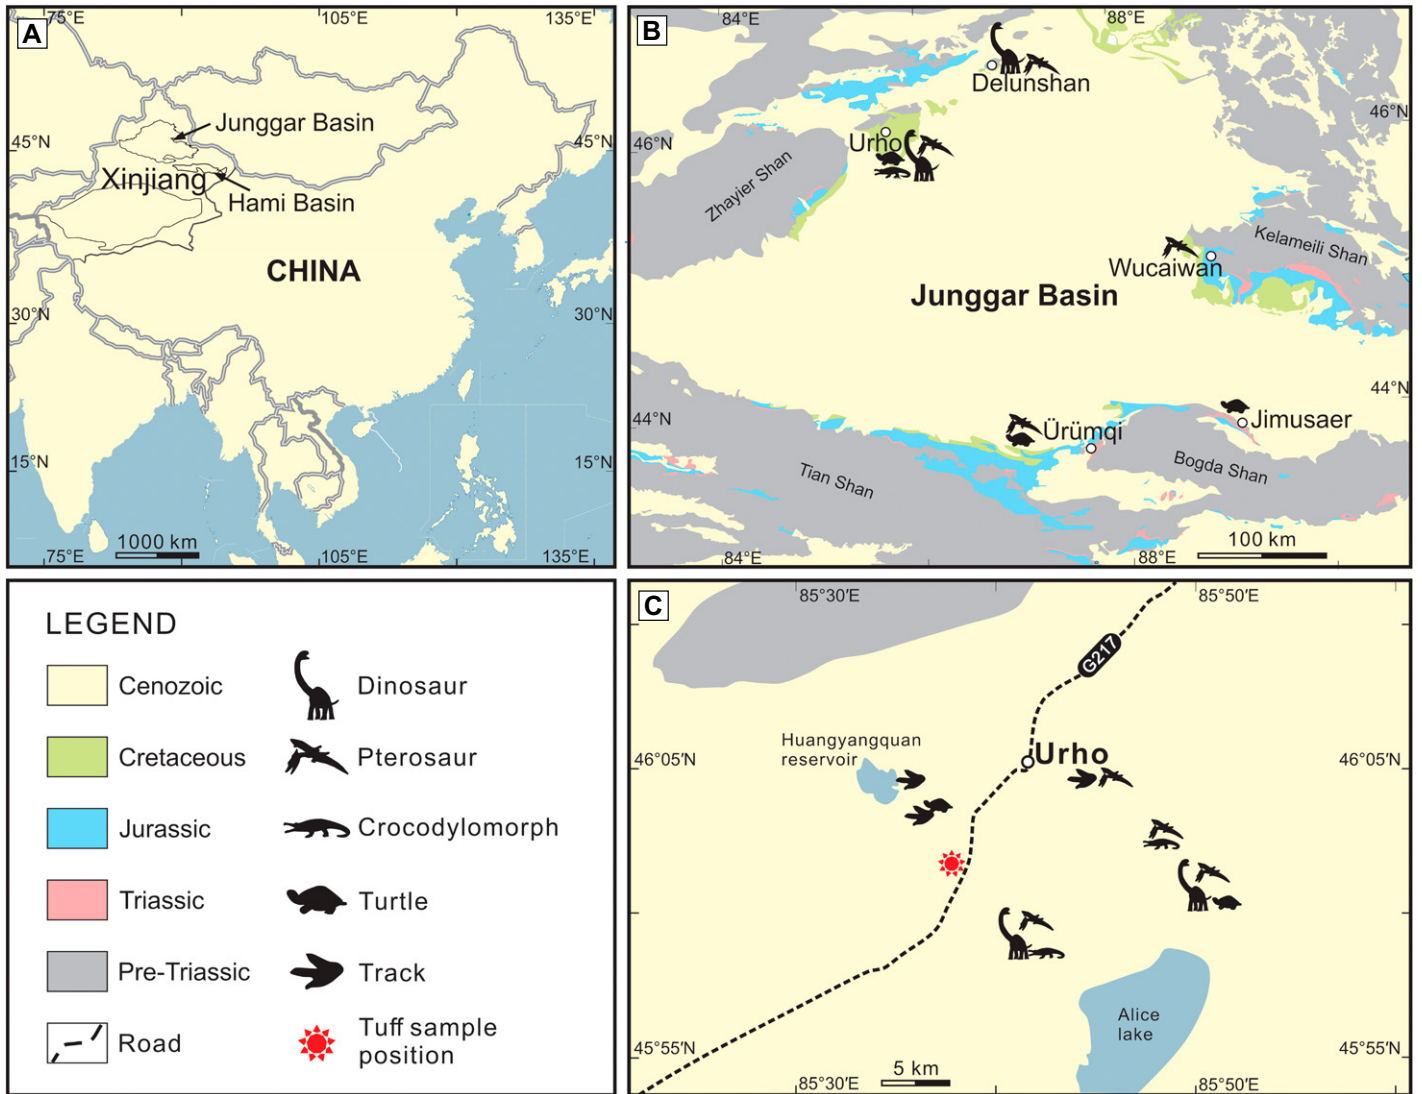 A
75°E
105°E
135°E
45°N
45°N
Junggar Basin
Xinjiang
Hami Basin
CHINA
30°N
30°N
15°N
15°N
1000 km
75°E
105°E
135°E
B
84°E
88°E
Delunshan
46°N
46°N
Urho
Zhayier Shan
Kelameili Shan
Wucaiwan
Junggar Basin
44°N
44°N
Jimusaer
Ürümqi
Tian Shan
Bogda Shan
100 km
84°E
88°E
LEGEND
Cenozoic
Cretaceous
Jurassic
Triassic
Pre-Triassic
Road
Dinosaur
Pterosaur
Crocodylomorph
Turtle
Track
Tuff sample
position
C
85°30′E
85°50′E
G217
Huangyangquan
reservoir
Urho
46°05′N
46°05′N
Alice
lake
45°55′N
45°55′N
5 km
85°30′E
85°50′E